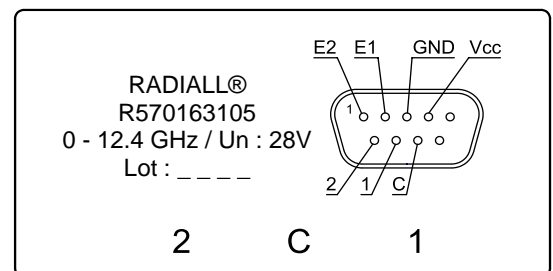 E2 E1 GND Vcc
RADIALL®
R570163105
0 - 12.4 GHz / Un : 28V
Lot : _ _ _ _
1
2 1 C
2 C 1